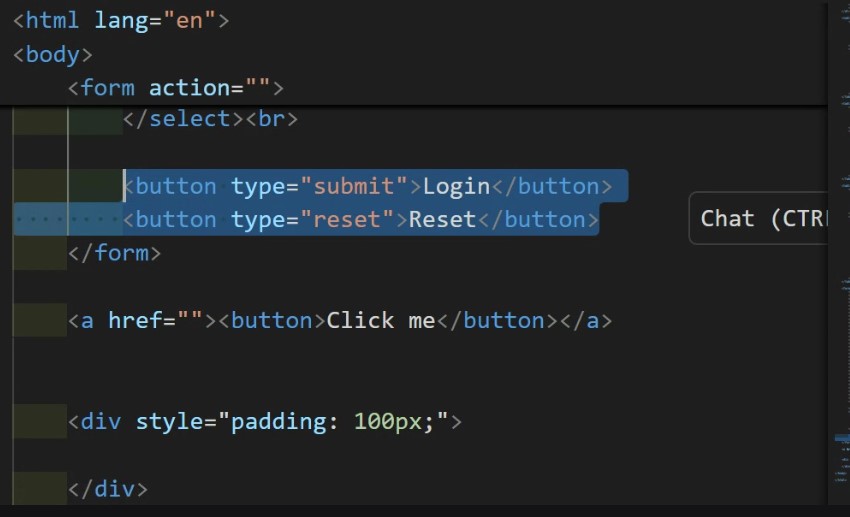 <html lang="en">
<body>
<form action="">
</select><br>
<button type="submit">Login</button>
<button type="reset">Reset</button>
Chat (CTR
</form>
<a href=""><button>Click me</button></a>
<div style="padding: 100px;">
</div>